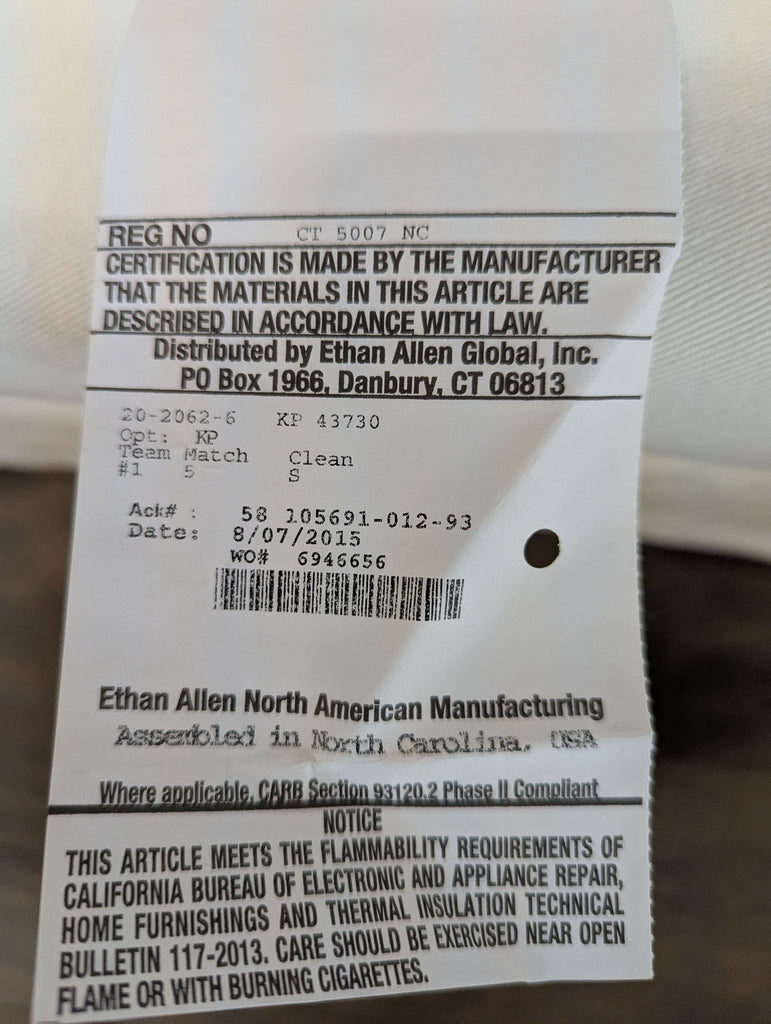 REG NO CT 5007 NC
CERTIFICATION IS MADE BY THE MANUFACTURER
THAT THE MATERIALS IN THIS ARTICLE ARE
DESCRIBED IN ACCORDANCE WITH LAW.
Distributed by Ethan Allen Global, Inc.
PO Box 1966, Danbury, CT 06813
20-2062-6 KP 43730
Opt: KP
Team Match Clean
#1 5 S
Ack# : 58 105691-012-93
Date: 8/07/2015
WO# 6946656
Ethan Allen North American Manufacturing
Assembled in North Carolina, USA
Where applicable, CARB Section 93120.2 Phase II Compliant
NOTICE
THIS ARTICLE MEETS THE FLAMMABILITY REQUIREMENTS OF
CALIFORNIA BUREAU OF ELECTRONIC AND APPLIANCE REPAIR,
HOME FURNISHINGS AND THERMAL INSULATION TECHNICAL
BULLETIN 117-2013. CARE SHOULD BE EXERCISED NEAR OPEN
FLAME OR WITH BURNING CIGARETTES.